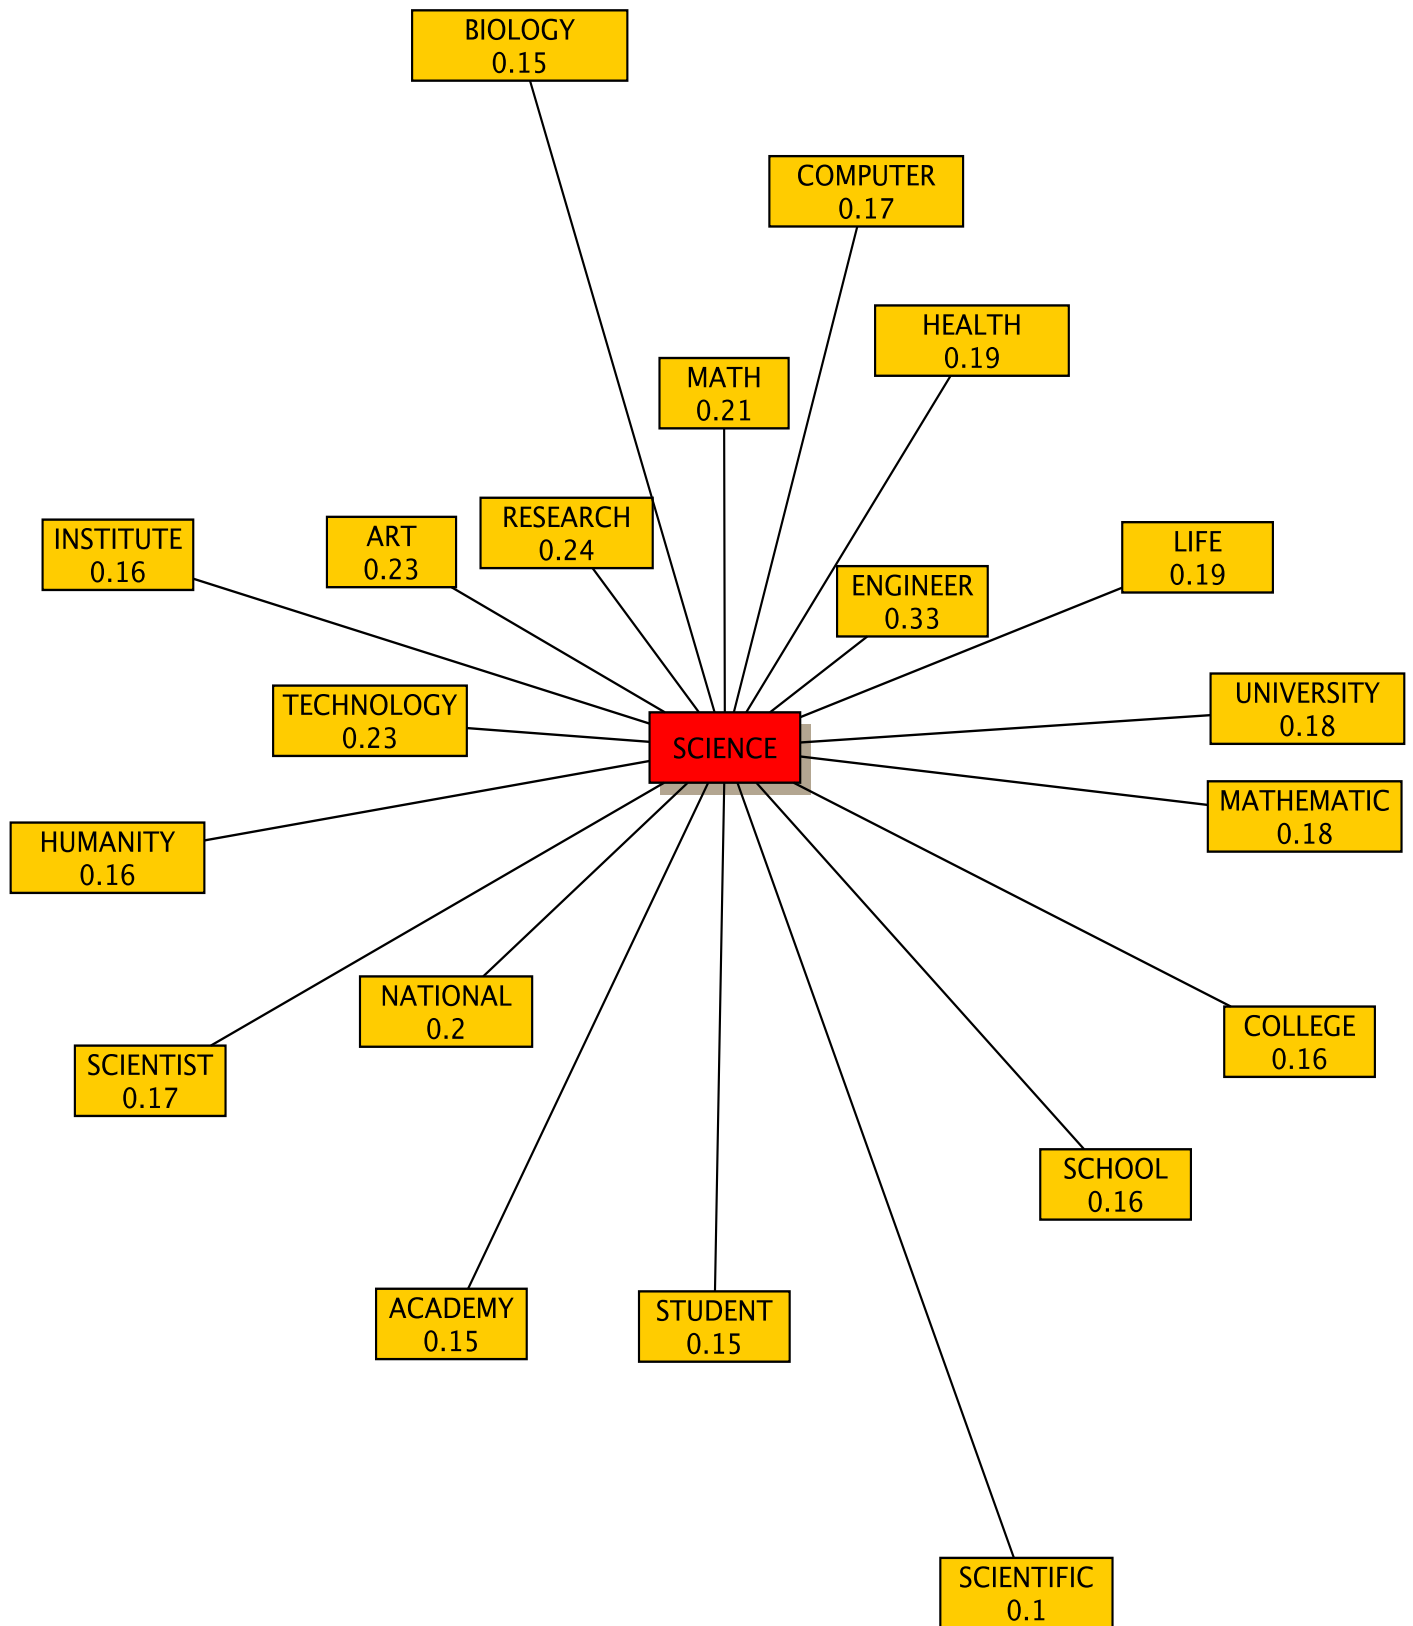 BIOLOGY
0.15
COMPUTER
0.17
HEALTH
0.19
MATH
0.21
RESEARCH
0.24
ART
0.23
INSTITUTE
0.16
LIFE
0.19
ENGINEER
0.33
UNIVERSITY
0.18
TECHNOLOGY
0.23
SCIENCE
MATHEMATIC
0.18
HUMANITY
0.16
NATIONAL
0.2
COLLEGE
0.16
SCIENTIST
0.17
SCHOOL
0.16
ACADEMY
0.15
STUDENT
0.15
SCIENTIFIC
0.1